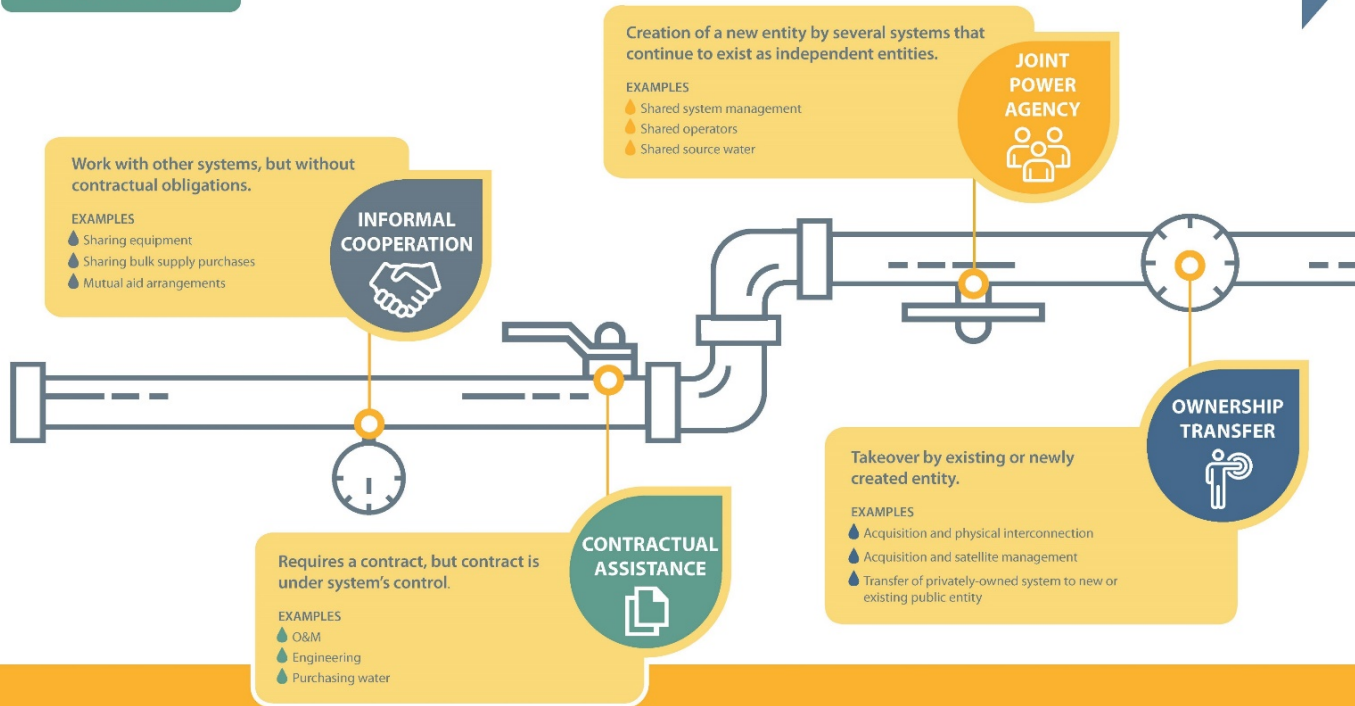 Work with other systems, but without
contractual obligations.
EXAMPLES
Sharing equipment
Sharing bulk supply purchases
Mutual aid arrangements
INFORMAL
COOPERATION
Requires a contract, but contract is
under system's control.
EXAMPLES
O&M
Engineering
Purchasing water
CONTRACTUAL
ASSISTANCE
Creation of a new entity by several systems that
continue to exist as independent entities.
EXAMPLES
Shared system management
Shared operators
Shared source water
JOINT
POWER
AGENCY
Takeover by existing or newly
created entity.
EXAMPLES
Acquisition and physical interconnection
Acquisition and satellite management
Transfer of privately-owned system to new or
existing public entity
OWNERSHIP
TRANSFER